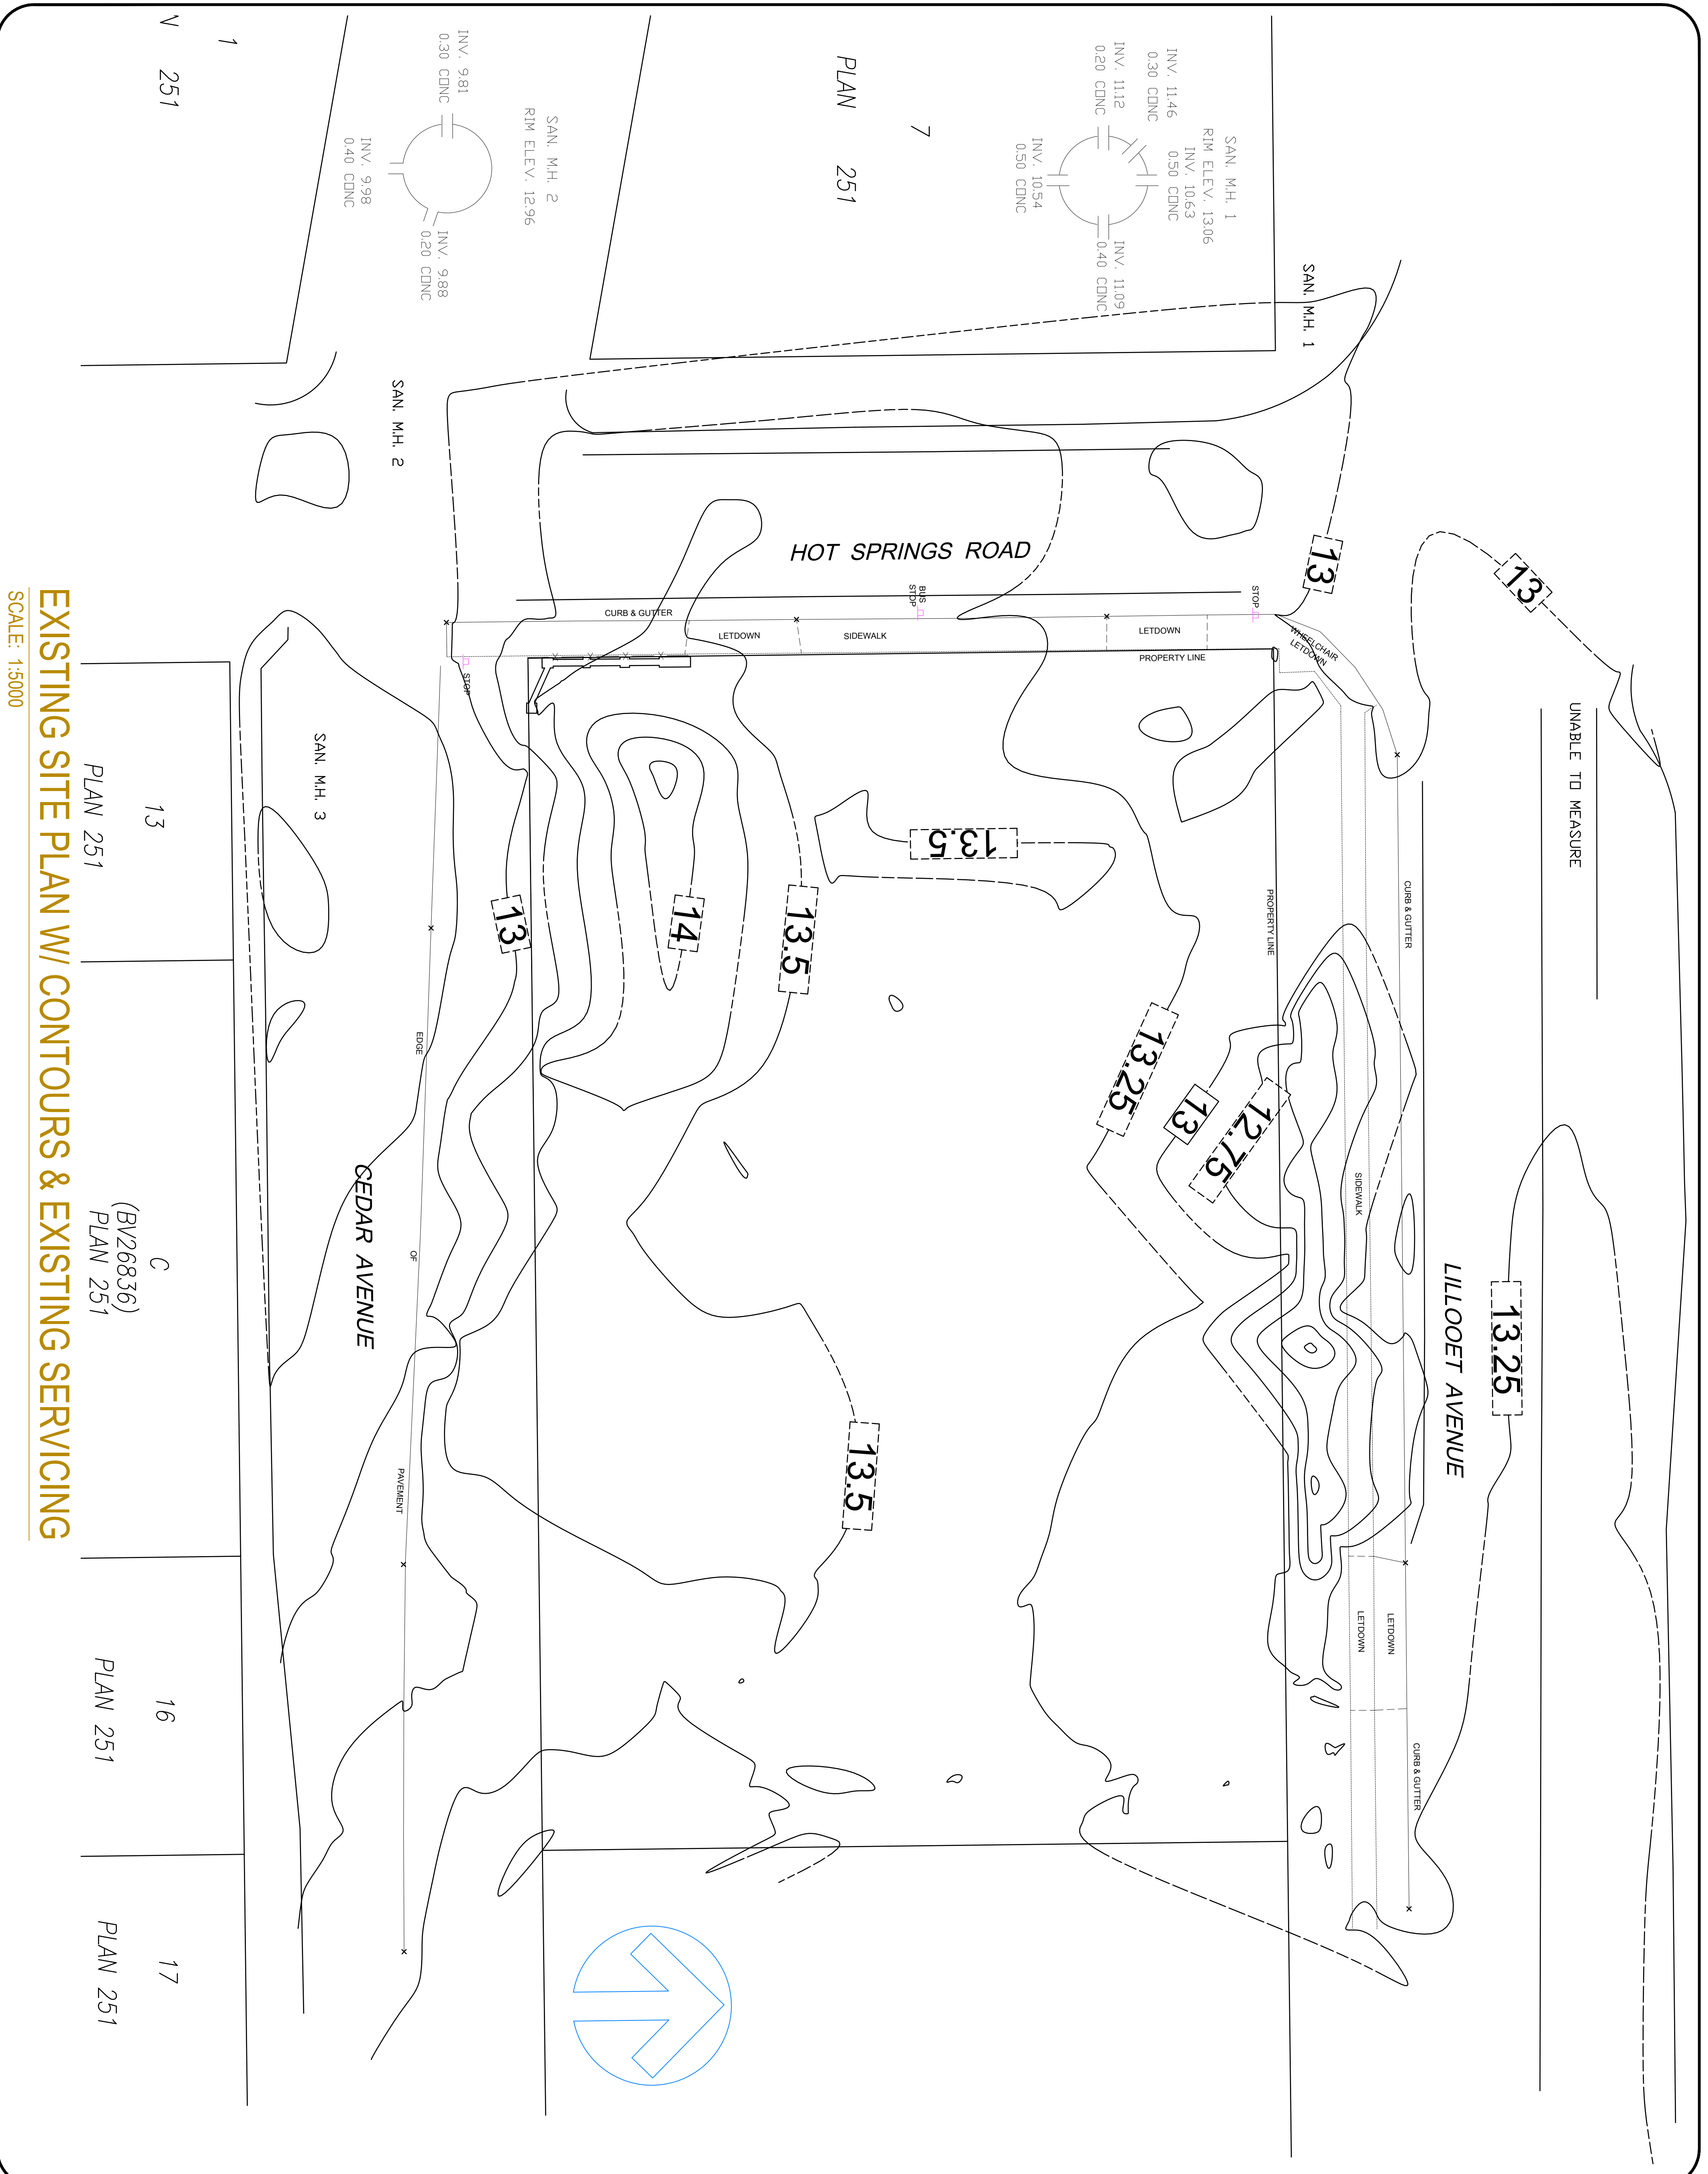 UNABLE TO MEASURE
13
13.25
LILLOOET AVENUE
CURB & GUTTER
CURB & GUTTER
SIDEWALK
LETDOWN
LETDOWN
WHEELCHAIR
LETDOWN
SAN. M.H. 1
13
STOP
PROPERTY LINE
12.75
13
13.25
SAN. M.H. 1
RIM ELEV. 13.06
INV. 10.63
0.50 CONC
INV. 11.46
0.30 CONC
INV. 11.12
0.20 CONC
INV. 11.09
0.40 CONC
INV. 10.54
0.50 CONC
7
PLAN 251
HOT SPRINGS ROAD
PROPERTY LINE
LETDOWN
SIDEWALK
LETDOWN
CURB & GUTTER
BUS
STOP
13.5
13.5
13.5
14
13
STOP
SAN. M.H. 2
RIM ELEV. 12.96
INV. 9.81
0.30 CONC
INV. 9.88
0.20 CONC
INV. 9.98
0.40 CONC
SAN. M.H. 2
EDGE
OF
PAVEMENT
CEDAR AVENUE
SAN. M.H. 3
1
251
13
PLAN 251
C
(BV26836)
PLAN 251
16
PLAN 251
17
PLAN 251
EXISTING SITE PLAN W/ CONTOURS & EXISTING SERVICING
SCALE: 1:5000